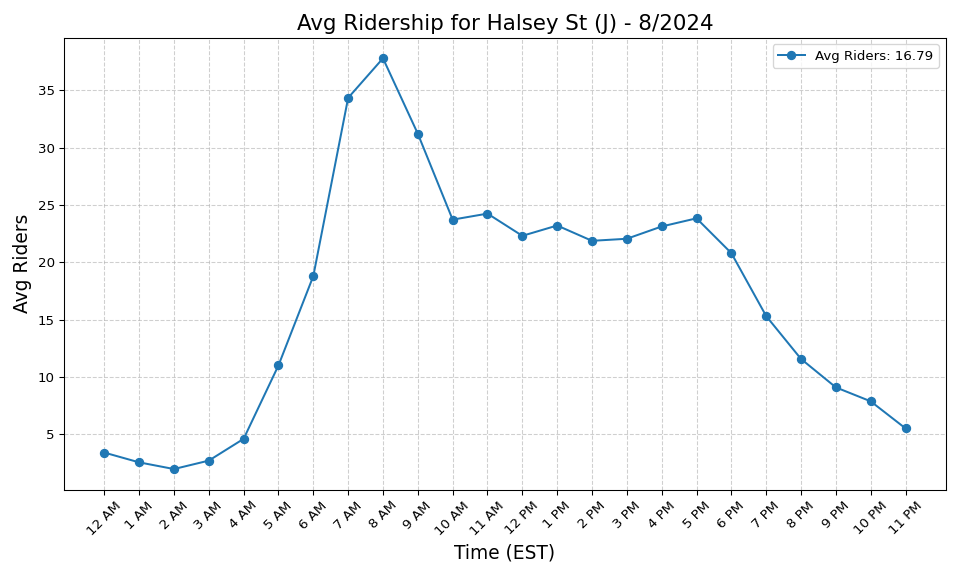 Avg Ridership for Halsey St (J) - 8/2024
Avg Riders: 16.79
Avg Riders
35
30
25
20
15
10
5
12 AM 1 AM 2 AM 3 AM 4 AM 5 AM 6 AM 7 AM 8 AM 9 AM 10 AM 11 AM 12 PM 1 PM 2 PM 3 PM 4 PM 5 PM 6 PM 7 PM 8 PM 9 PM 10 PM 11 PM
Time (EST)